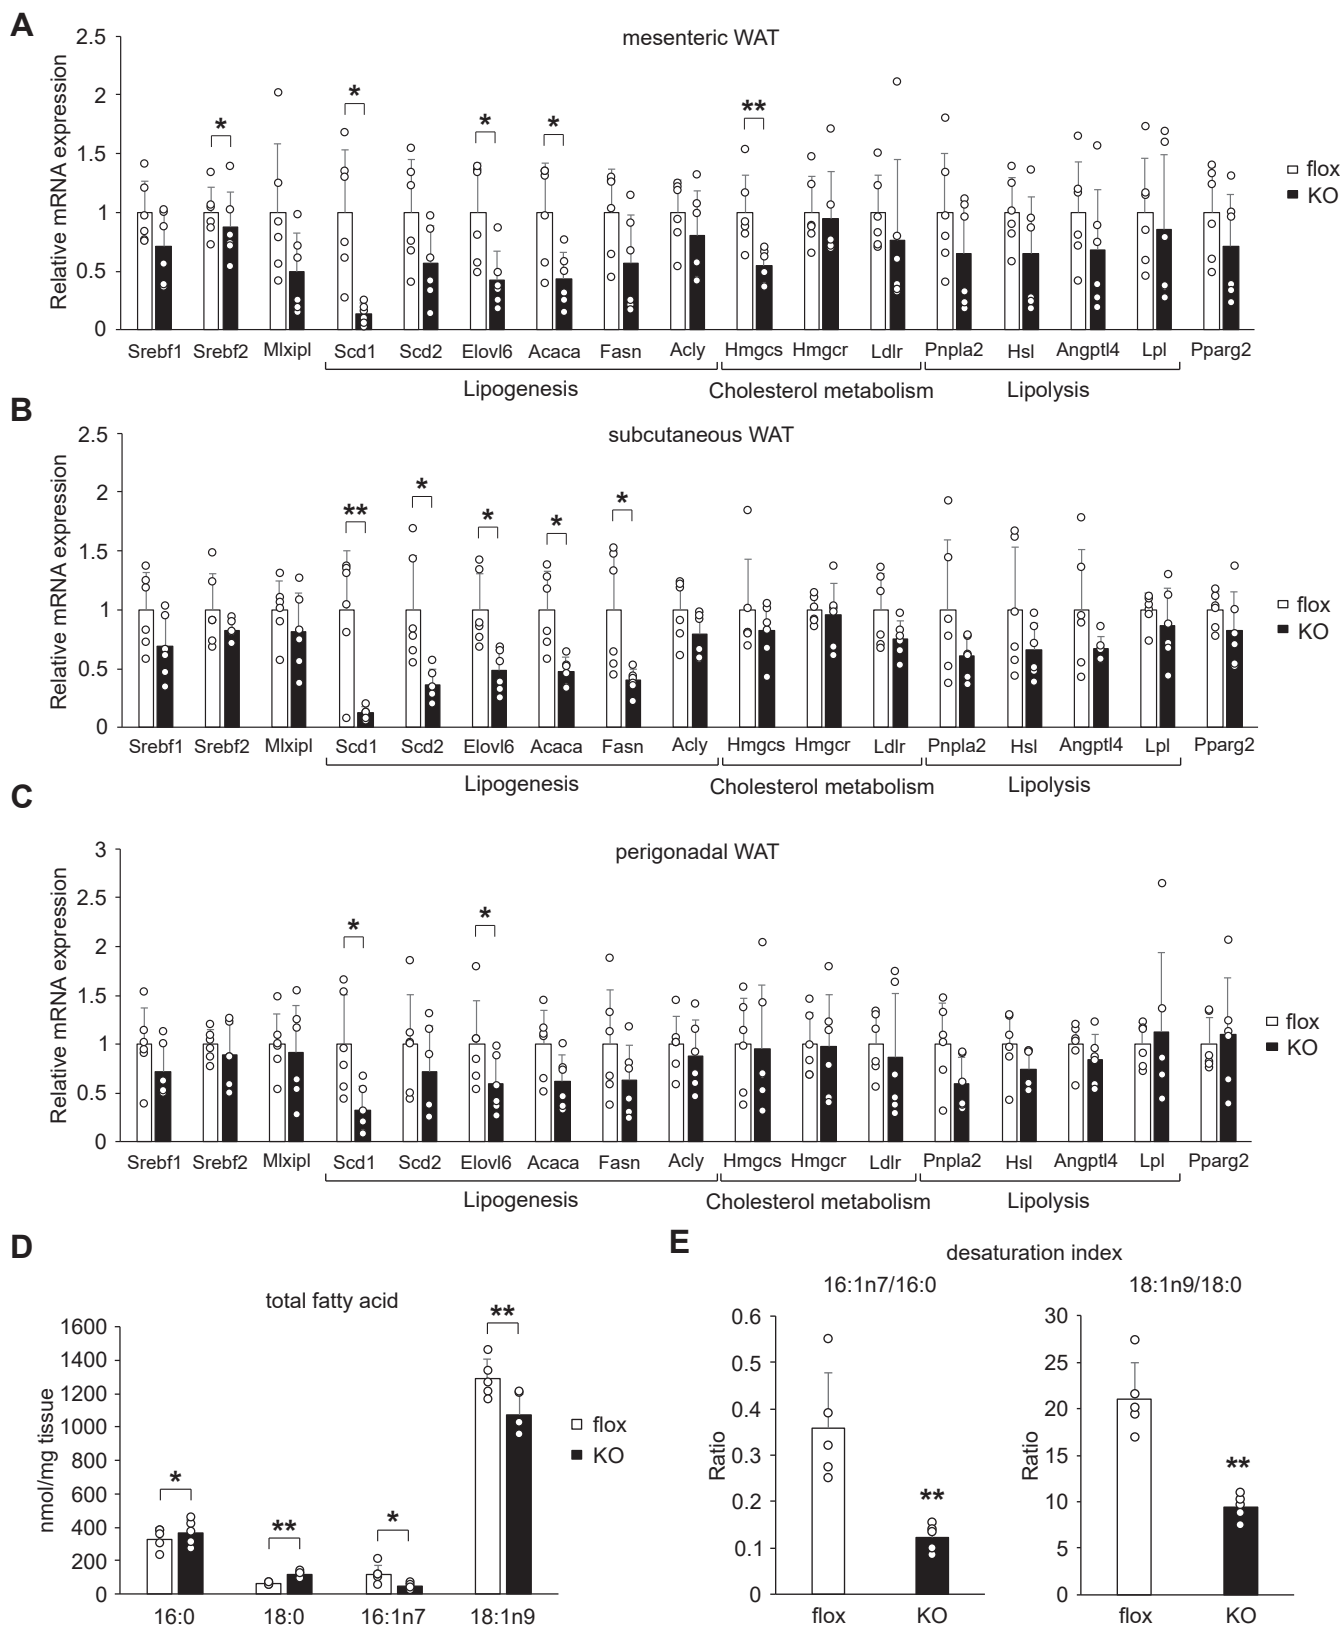 A
mesenteric WAT
Relative mRNA expression
2.5
2
1.5
1
0.5
0
* * * * **
flox
KO
Srebf1 Srebf2 Mlxipl Scd1 Scd2 Elovl6 Acaca Fasn Acly Hmgcs Hmgcr Ldlr Pnpla2 Hsl Angptl4 Lpl Pparg2
Lipogenesis Cholesterol metabolism Lipolysis
B
subcutaneous WAT
Relative mRNA expression
2.5
2
1.5
1
0.5
0
** * * * *
flox
KO
Srebf1 Srebf2 Mlxipl Scd1 Scd2 Elovl6 Acaca Fasn Acly Hmgcs Hmgcr Ldlr Pnpla2 Hsl Angptl4 Lpl Pparg2
Lipogenesis Cholesterol metabolism Lipolysis
C
perigonadal WAT
Relative mRNA expression
3
2.5
2
1.5
1
0.5
0
* *
flox
KO
Srebf1 Srebf2 Mlxipl Scd1 Scd2 Elovl6 Acaca Fasn Acly Hmgcs Hmgcr Ldlr Pnpla2 Hsl Angptl4 Lpl Pparg2
Lipogenesis Cholesterol metabolism Lipolysis
D
total fatty acid
nmol/mg tissue
1600
1400
1200
1000
800
600
400
200
0
* ** * **
flox
KO
16:0 18:0 16:1n7 18:1n9
E
desaturation index
16:1n7/16:0
Ratio
0.6
0.5
0.4
0.3
0.2
0.1
0
**
flox KO
18:1n9/18:0
Ratio
30
25
20
15
10
5
0
**
flox KO